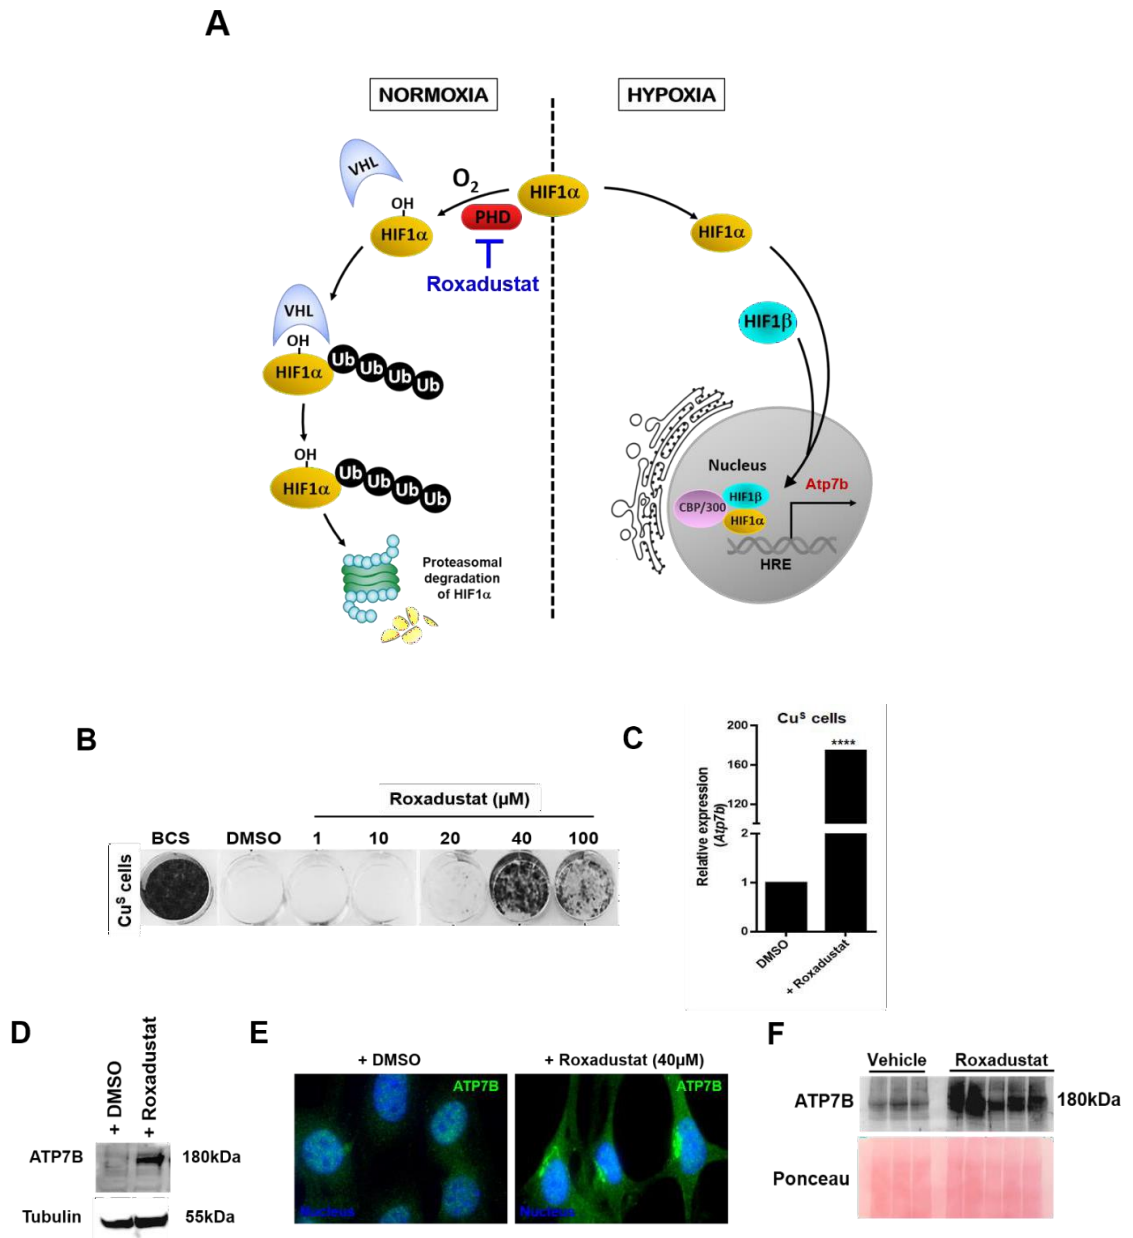 A
NORMOXIA
HYPOXIA
VHL
O2
HIF1α
OH
PHD
HIF1α
HIF1α
Roxadustat
VHL
OH
HIF1α
Ub Ub Ub Ub
HIF1β
OH
HIF1α
Ub Ub Ub Ub
Nucleus
Atp7b
CBP/300
HIF1β
HIF1α
HRE
Proteasomal
degradation
of HIF1α
B
Roxadustat (µM)
BCS DMSO 1 10 20 40 100
CuS cells
C
CuS cells
****
Relative expression
(Atp7b)
200
160
120
2
1
0
DMSO
+ Roxadustat
D
+ DMSO
+ Roxadustat
ATP7B 180kDa
Tubulin 55kDa
E
+ DMSO
+ Roxadustat (40µM)
ATP7B
ATP7B
Nucleus
Nucleus
F
Vehicle Roxadustat
ATP7B 180kDa
Ponceau